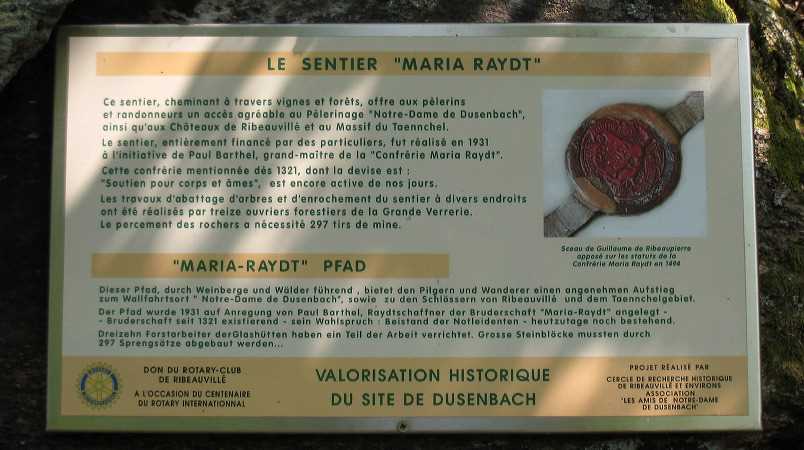 LE SENTIER "MARIA RAYDT"
Ce sentier, cheminant à travers vignes et forêts, offre aux pèlerins
et randonneurs un accès agréable au Pèlerinage "Notre-Dame de Dusenbach",
ainsi qu'aux Châteaux de Ribeauvillé et au Massif du Taennchel.
Le sentier, entièrement financé par des particuliers, fut réalisé en 1931
à l'initiative de Paul Barthel, grand-maître de la "Confrérie Maria Raydt".
Cette confrérie mentionnée dès 1321, dont la devise est :
"Soutien pour corps et âmes", est encore active de nos jours.
Les travaux d'abattage d'arbres et d'enrochement du sentier à divers endroits
ont été réalisés par treize ouvriers forestiers de la Grande Verrerie.
Le percement des rochers a nécessité 297 tirs de mine.
Sceau de Guillaume de Ribeaupierre
apposé sur les statuts de la
Confrérie Maria Raydt en 1494
"MARIA-RAYDT" PFAD
Dieser Pfad, durch Weinberge und Wälder führend , bietet den Pilgern und Wanderer einen angenehmen Aufstieg
zum Wallfahrtsort " Notre-Dame de Dusenbach", sowie zu den Schlössern von Ribeauvillé und dem Taennchelgebiet.
Der Pfad wurde 1931 auf Anregung von Paul Barthel, Raydtschaffner der Bruderschaft "Maria-Raydt" angelegt -
- Bruderschaft seit 1321 existierend - sein Wahlspruch : Beistand der Notleidenten - heutzutage noch bestehend.
Dreizehn Forstarbeiter derGlashütten haben ein Teil der Arbeit verrichtet. Grosse Steinblöcke mussten durch
297 Sprengsätze abgebaut werden...
DON DU ROTARY-CLUB
DE RIBEAUVILLÉ
A L'OCCASION DU CENTENAIRE
DU ROTARY INTERNATIONNAL
VALORISATION HISTORIQUE
DU SITE DE DUSENBACH
PROJET RÉALISÉ PAR
CERCLE DE RECHERCHE HISTORIQUE
DE RIBEAUVILLÉ ET ENVIRONS
ASSOCIATION
"LES AMIS DE NOTRE-DAME
DE DUSENBACH"